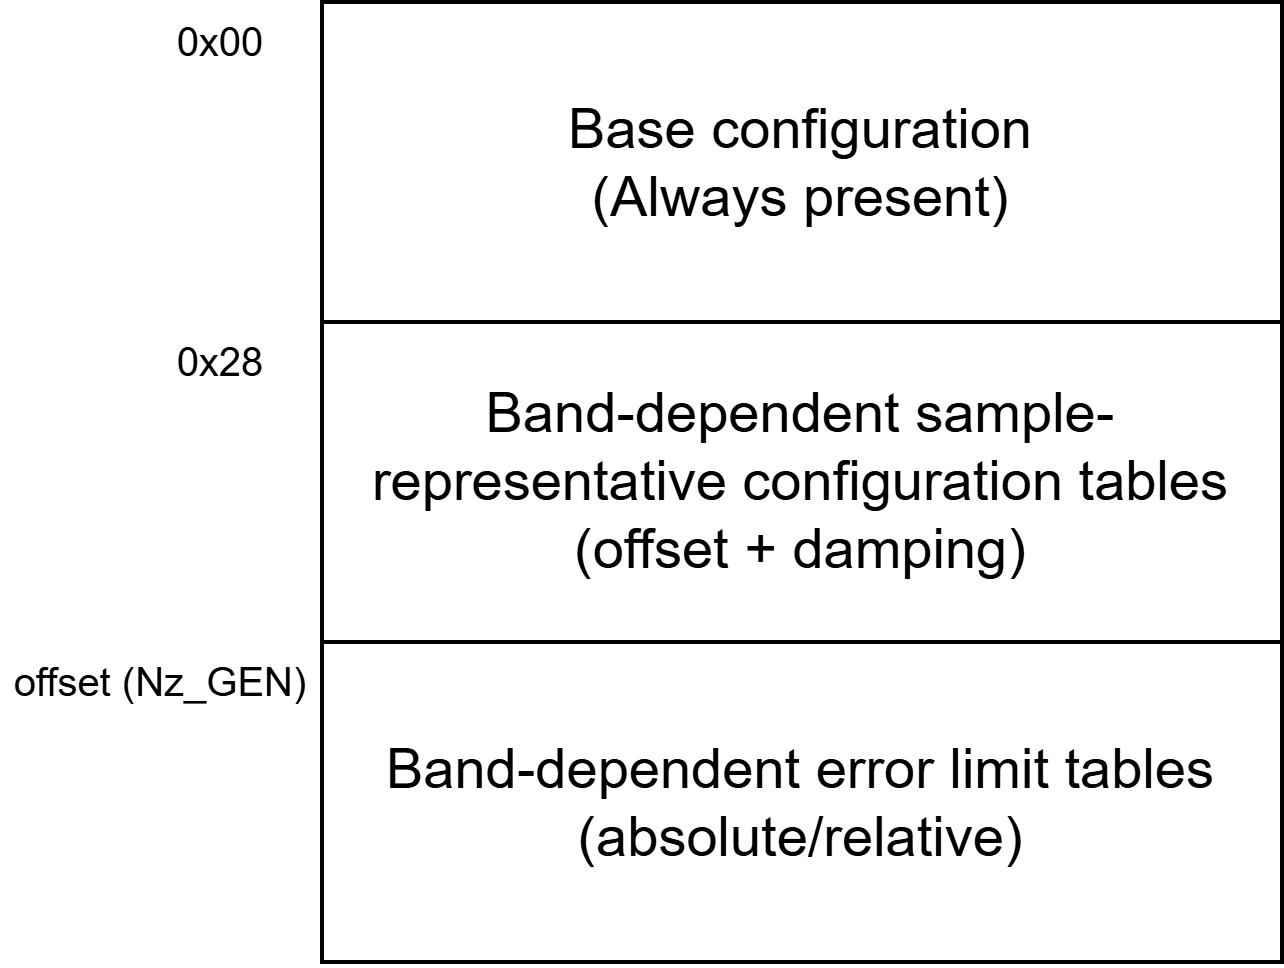 0x00
Base configuration
(Always present)
0x28
Band-dependent sample-
representative configuration tables
(offset + damping)
offset (Nz_GEN)
Band-dependent error limit tables
(absolute/relative)